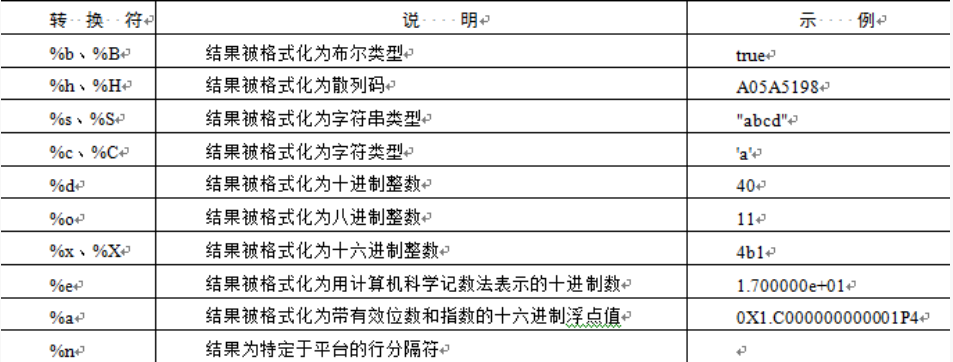 转 换 符 说 明 示 例
%b、%B 结果被格式化为布尔类型 true
%h、%H 结果被格式化为散列码 A05A5198
%s、%S 结果被格式化为字符串类型 "abcd"
%c、%C 结果被格式化为字符类型 'a'
%d 结果被格式化为十进制整数 40
%o 结果被格式化为八进制整数 11
%x、%X 结果被格式化为十六进制整数 4b1
%e 结果被格式化为用计算机科学记数法表示的十进制数 1.700000e+01
%a 结果被格式化为带有效位数和指数的十六进制浮点值 0X1.C000000000001P4
%n 结果为特定于平台的行分隔符